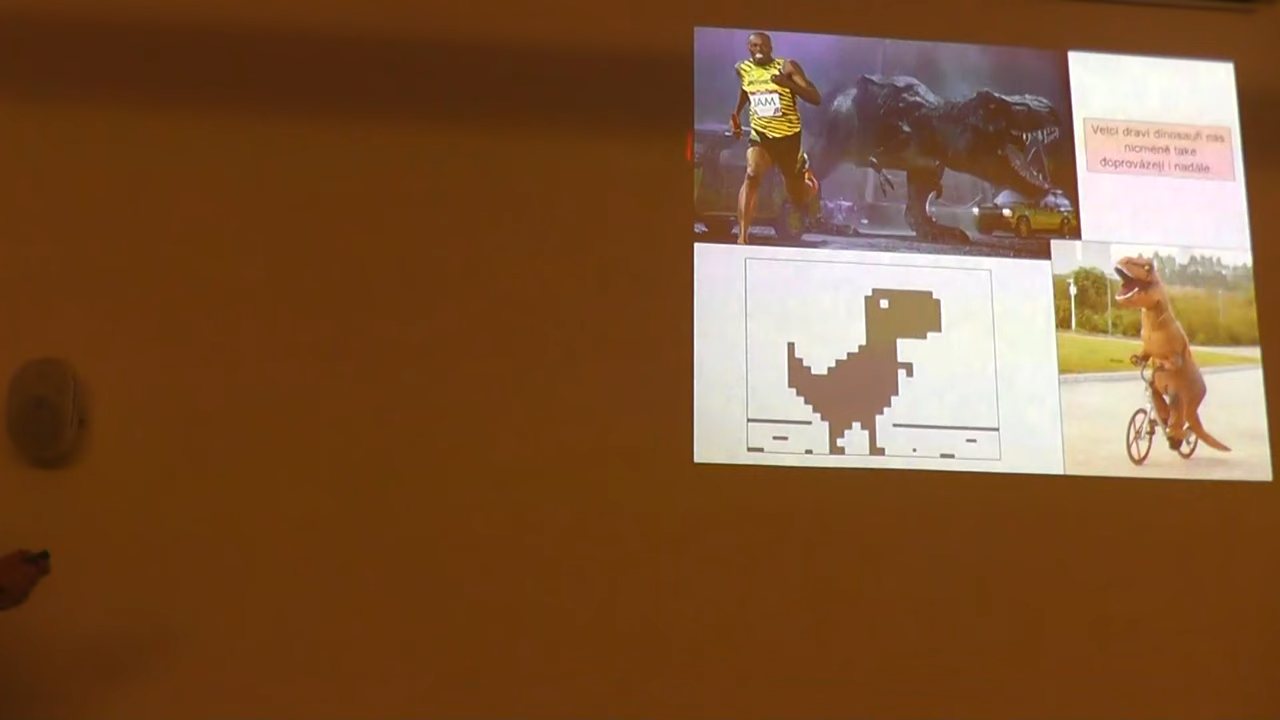 JAM
Velcí draví dinosauři nás
nicméně také
doprovázejí i nadále.